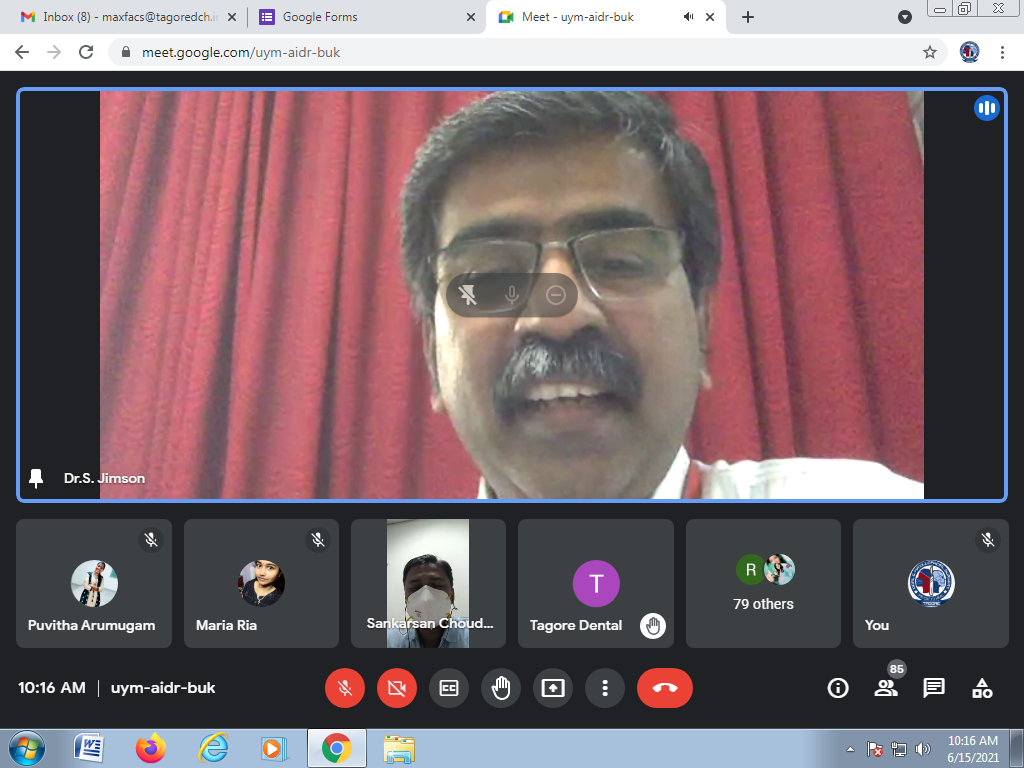 Inbox (8) - maxfacs@tagoredch.i
Google Forms
Meet - uym-aidr-buk
meet.google.com/uym-aidr-buk
Dr.S. Jimson
Puvitha Arumugam
Maria Ria
Sankarsan Choud...
T
Tagore Dental
R
79 others
You
10:16 AM | uym-aidr-buk
CC
85
10:16 AM
6/15/2021